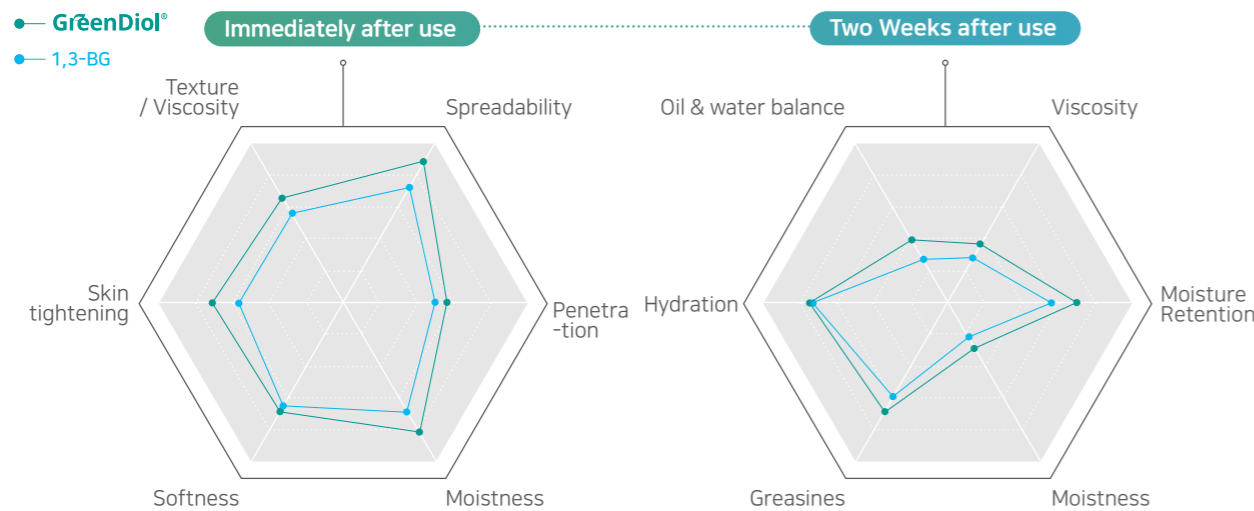 GreenDiol®
1,3-BG
Immediately after use
Two Weeks after use
Texture
/ Viscosity
Spreadability
Skin
tightening
Penetra
-tion
Softness
Moistness
Oil & water balance
Viscosity
Hydration
Moisture
Retention
Greasines
Moistness